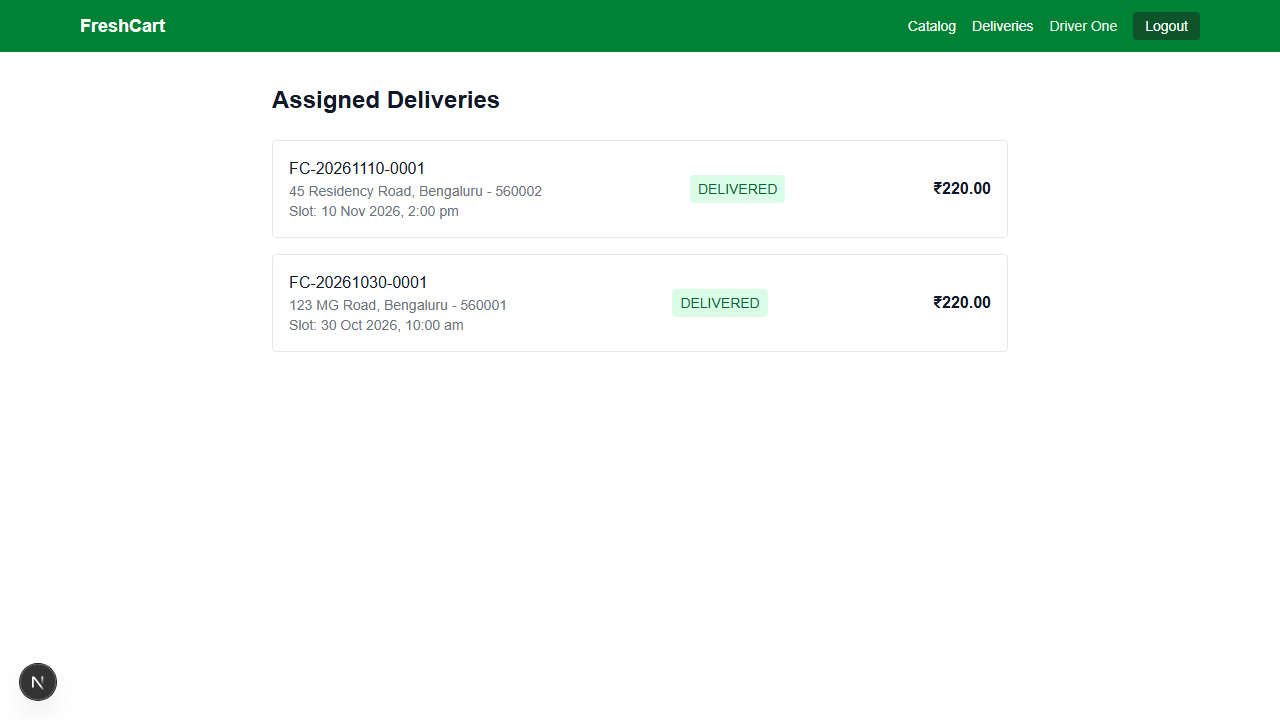 FreshCart
Catalog
Deliveries
Driver One
Logout
Assigned Deliveries
FC-20261110-0001
45 Residency Road, Bengaluru - 560002
Slot: 10 Nov 2026, 2:00 pm
DELIVERED
₹220.00
FC-20261030-0001
123 MG Road, Bengaluru - 560001
Slot: 30 Oct 2026, 10:00 am
DELIVERED
₹220.00
N